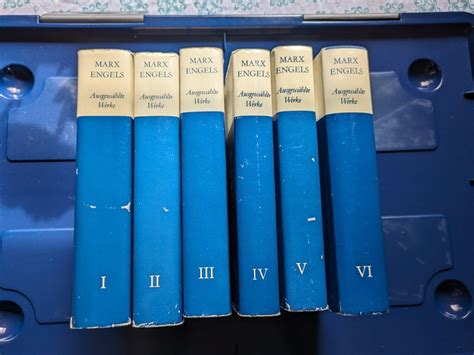 MARX
ENGELS
Ausgewählte
Werke
I
MARX
ENGELS
Ausgewählte
Werke
II
MARX
ENGELS
Ausgewählte
Werke
III
MARX
ENGELS
Ausgewählte
Werke
IV
MARX
ENGELS
Ausgewählte
Werke
V
MARX
ENGELS
Ausgewählte
Werke
VI